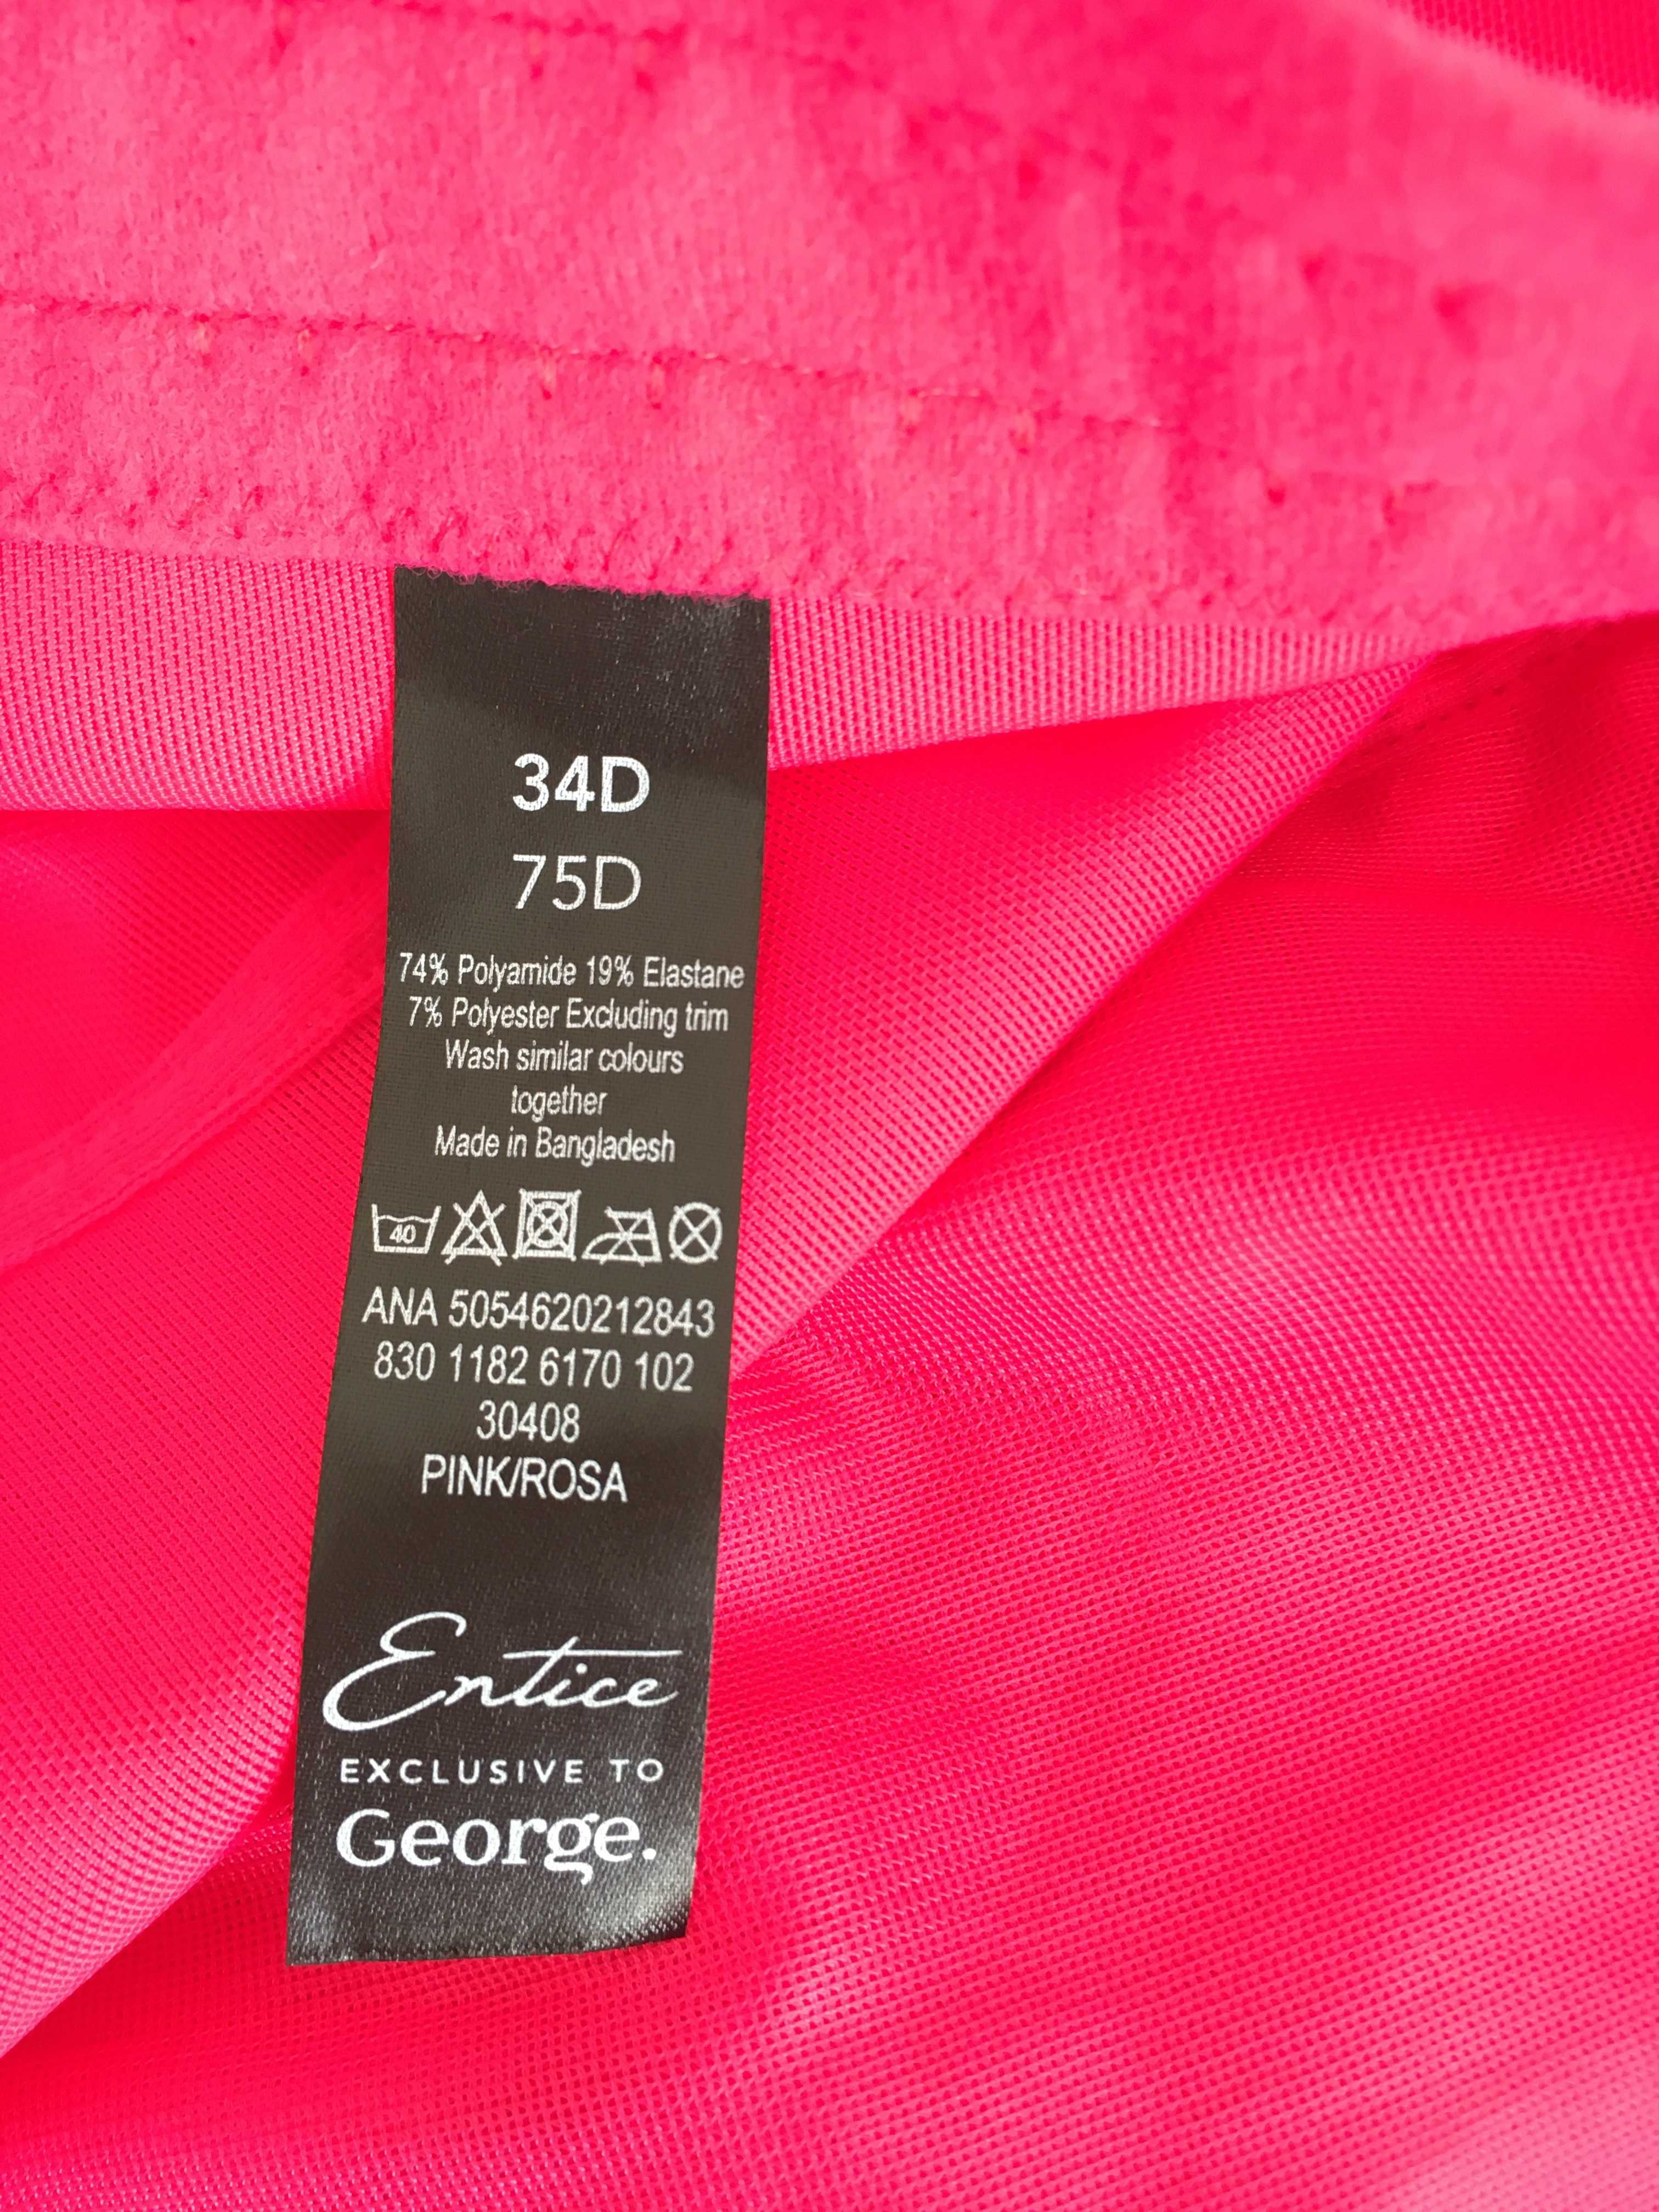 34D
75D
74% Polyamide 19% Elastane
7% Polyester Excluding trim
Wash similar colours
together
Made in Bangladesh
40
ANA 5054620212843
830 1182 6170 102
30408
PINK/ROSA
Entice
EXCLUSIVE TO
George.